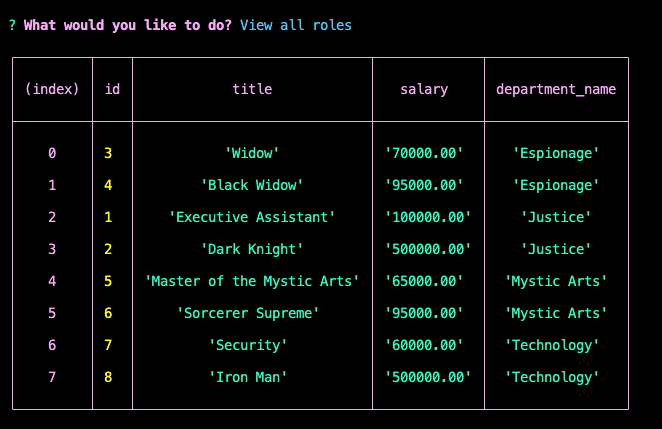 ? What would you like to do? View all roles
(index) id title salary department_name
0 3 'Widow' '70000.00' 'Espionage'
1 4 'Black Widow' '95000.00' 'Espionage'
2 1 'Executive Assistant' '100000.00' 'Justice'
3 2 'Dark Knight' '500000.00' 'Justice'
4 5 'Master of the Mystic Arts' '65000.00' 'Mystic Arts'
5 6 'Sorcerer Supreme' '95000.00' 'Mystic Arts'
6 7 'Security' '60000.00' 'Technology'
7 8 'Iron Man' '500000.00' 'Technology'